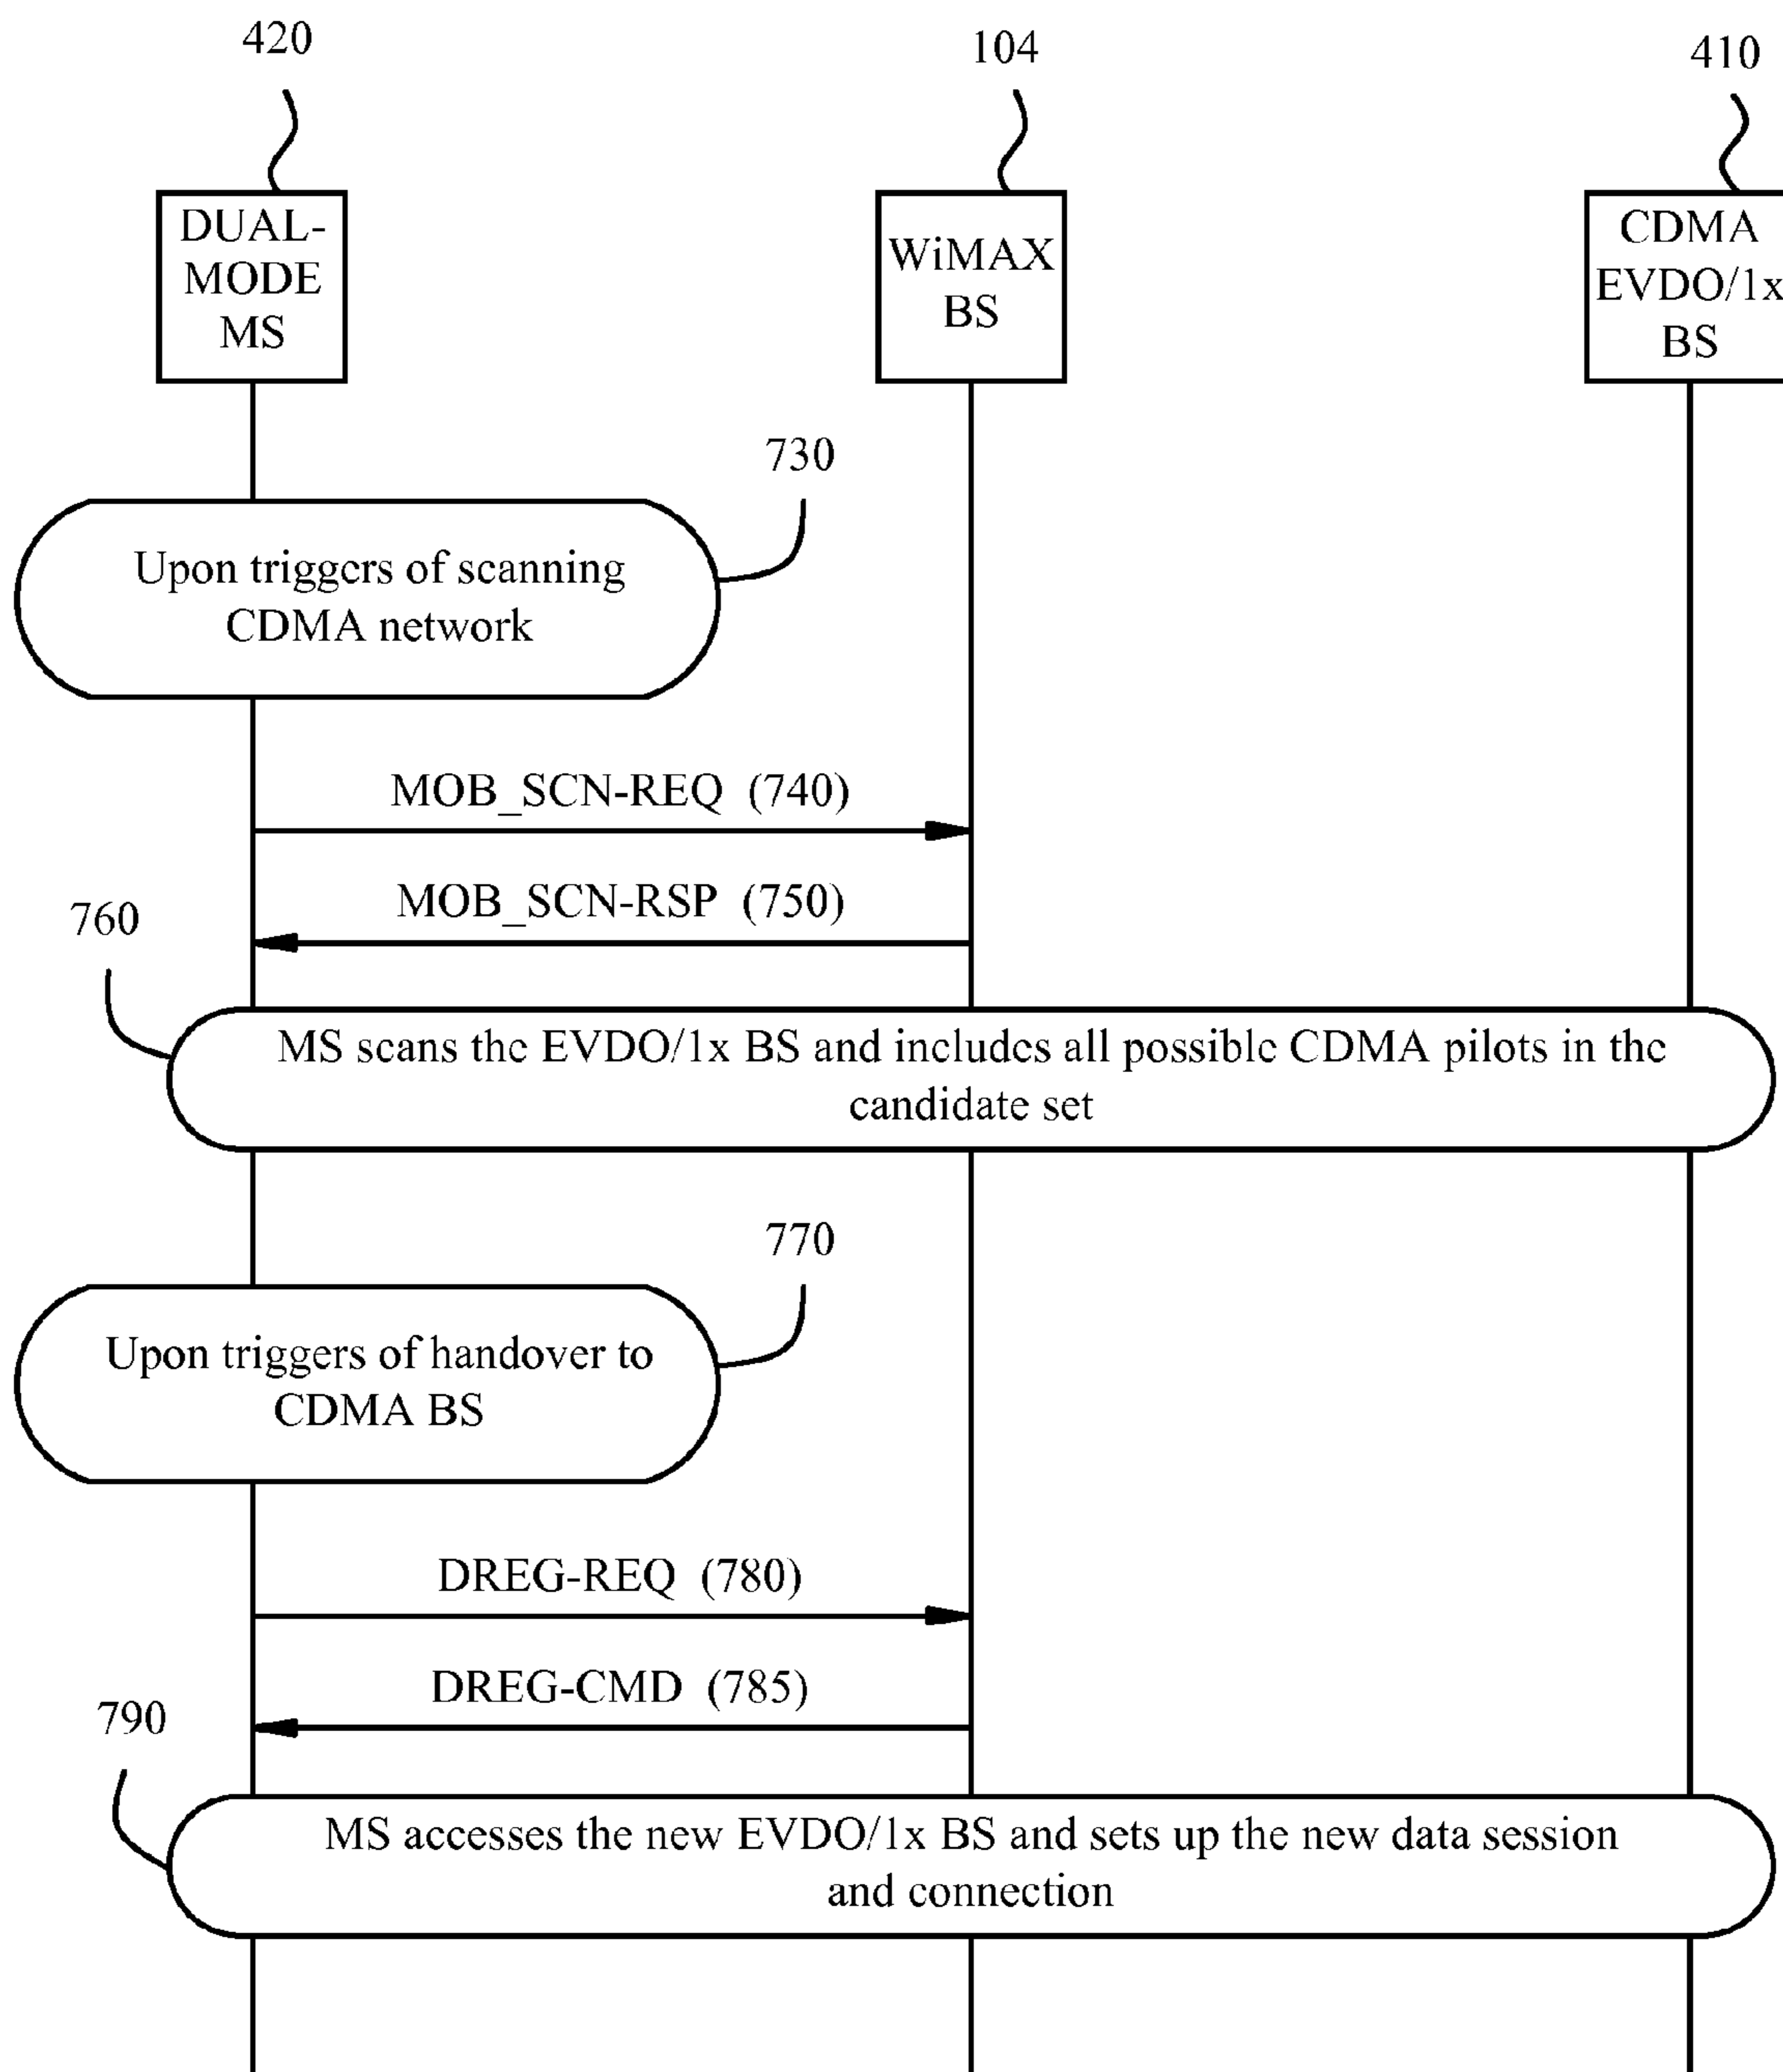 420
104
410
DUAL-
MODE
MS
WiMAX
BS
CDMA
EVDO/1x
BS
730
Upon triggers of scanning
CDMA network
MOB_SCN-REQ (740)
MOB_SCN-RSP (750)
760
MS scans the EVDO/1x BS and includes all possible CDMA pilots in the
candidate set
770
Upon triggers of handover to
CDMA BS
DREG-REQ (780)
DREG-CMD (785)
790
MS accesses the new EVDO/1x BS and sets up the new data session
and connection